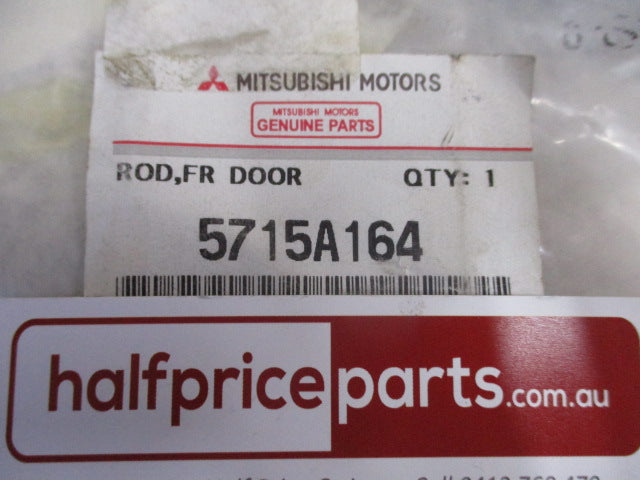 MITSUBISHI MOTORS
MITSUBISHI MOTORS
GENUINE PARTS
ROD,FR DOOR QTY: 1
5715A164
halfpriceparts.com.au